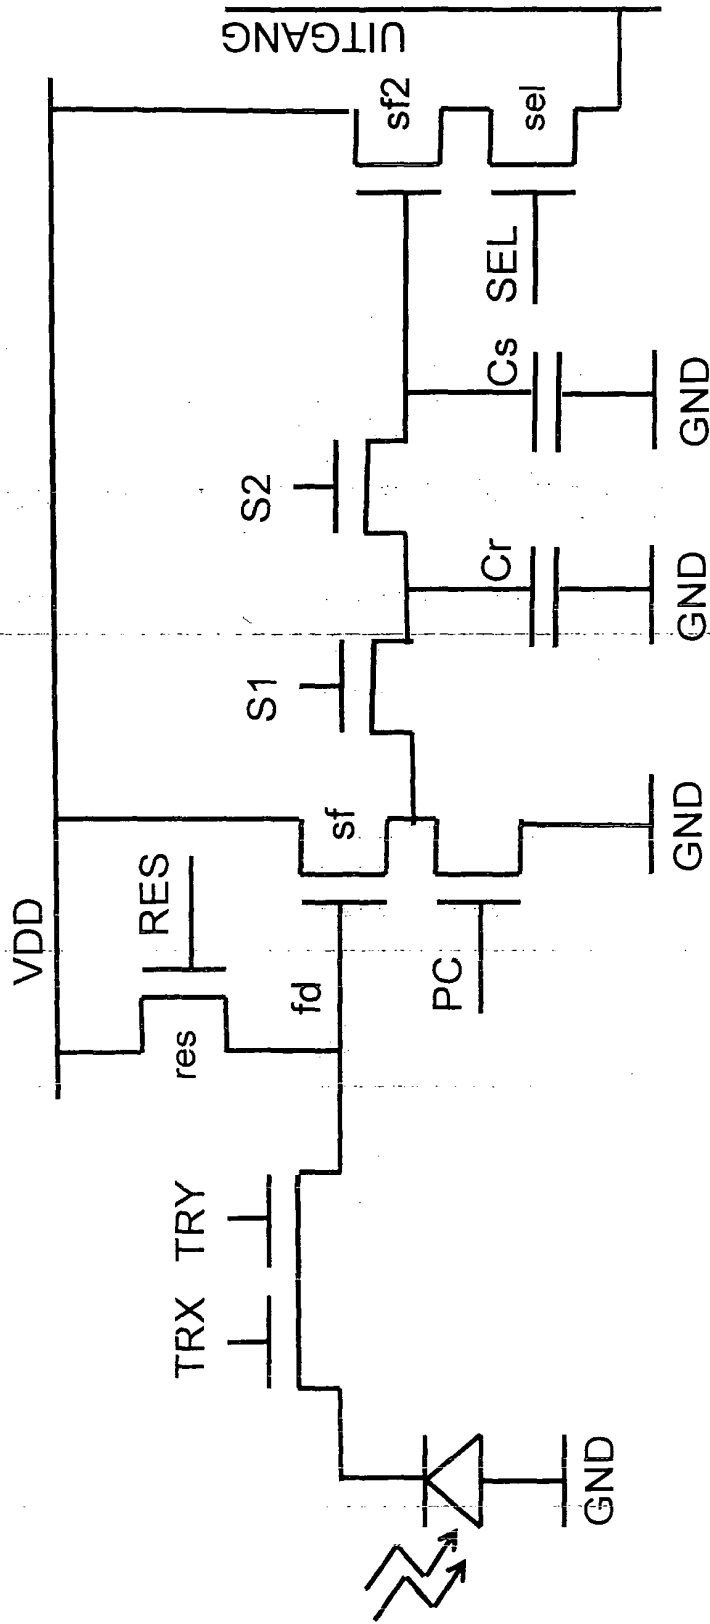 VDD
RES
res
TRX
TRY
fd
sf
PC
S1
S2
Cr
Cs
SEL
sf2
sel
UITGANG
GND
GND
GND
GND